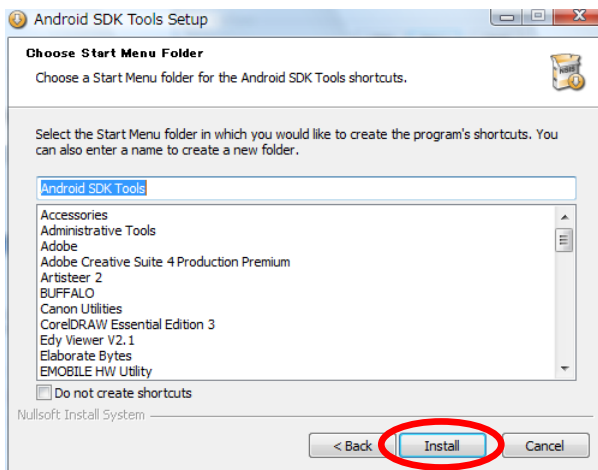 Android SDK Tools Setup
Choose Start Menu Folder
Choose a Start Menu folder for the Android SDK Tools shortcuts.
NSIS
Select the Start Menu folder in which you would like to create the program's shortcuts. You
can also enter a name to create a new folder.
Android SDK Tools
Accessories
Administrative Tools
Adobe
Adobe Creative Suite 4 Production Premium
Artisteer 2
BUFFALO
Canon Utilities
CorelDRAW Essential Edition 3
Edy Viewer V2.1
Elaborate Bytes
EMOBILE HW Utility
Do not create shortcuts
Nullsoft Install System
< Back Install Cancel